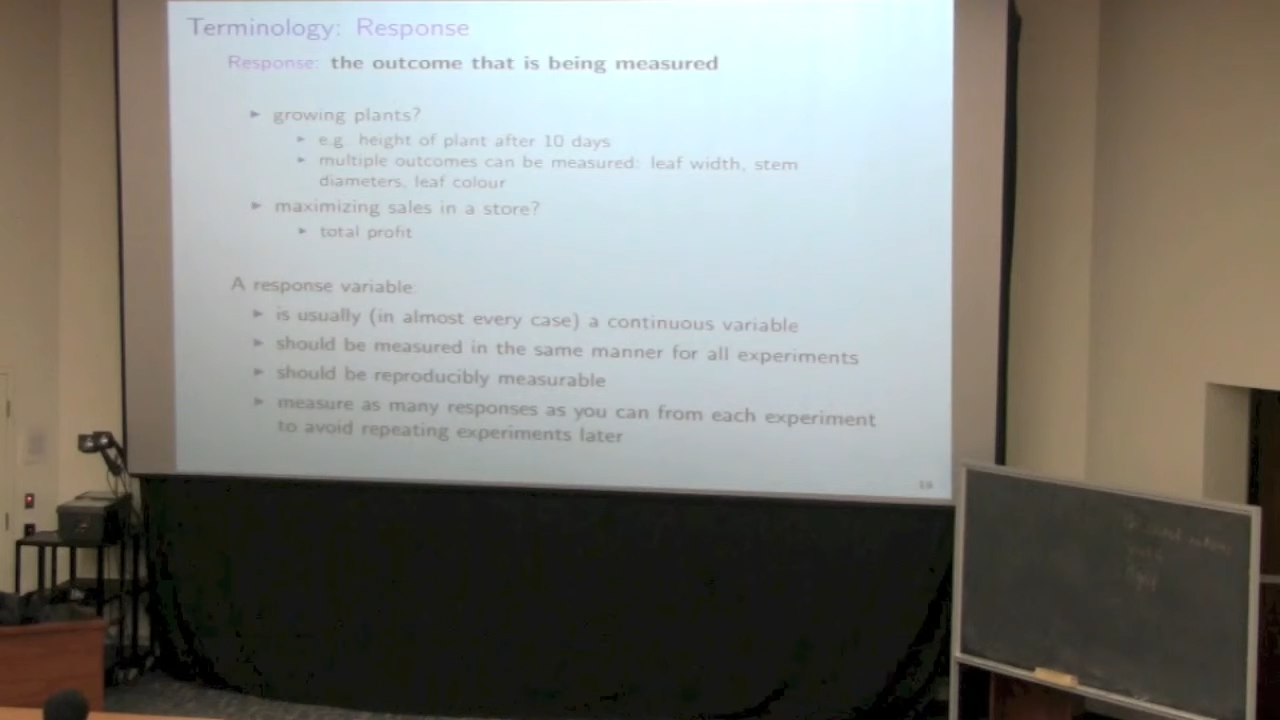 Terminology: Response
Response: the outcome that is being measured
growing plants?
e.g. height of plant after 10 days
multiple outcomes can be measured: leaf width, stem
diameters, leaf colour
maximizing sales in a store?
total profit
A response variable:
is usually (in almost every case) a continuous variable
should be measured in the same manner for all experiments
should be reproducibly measurable
measure as many responses as you can from each experiment
to avoid repeating experiments later